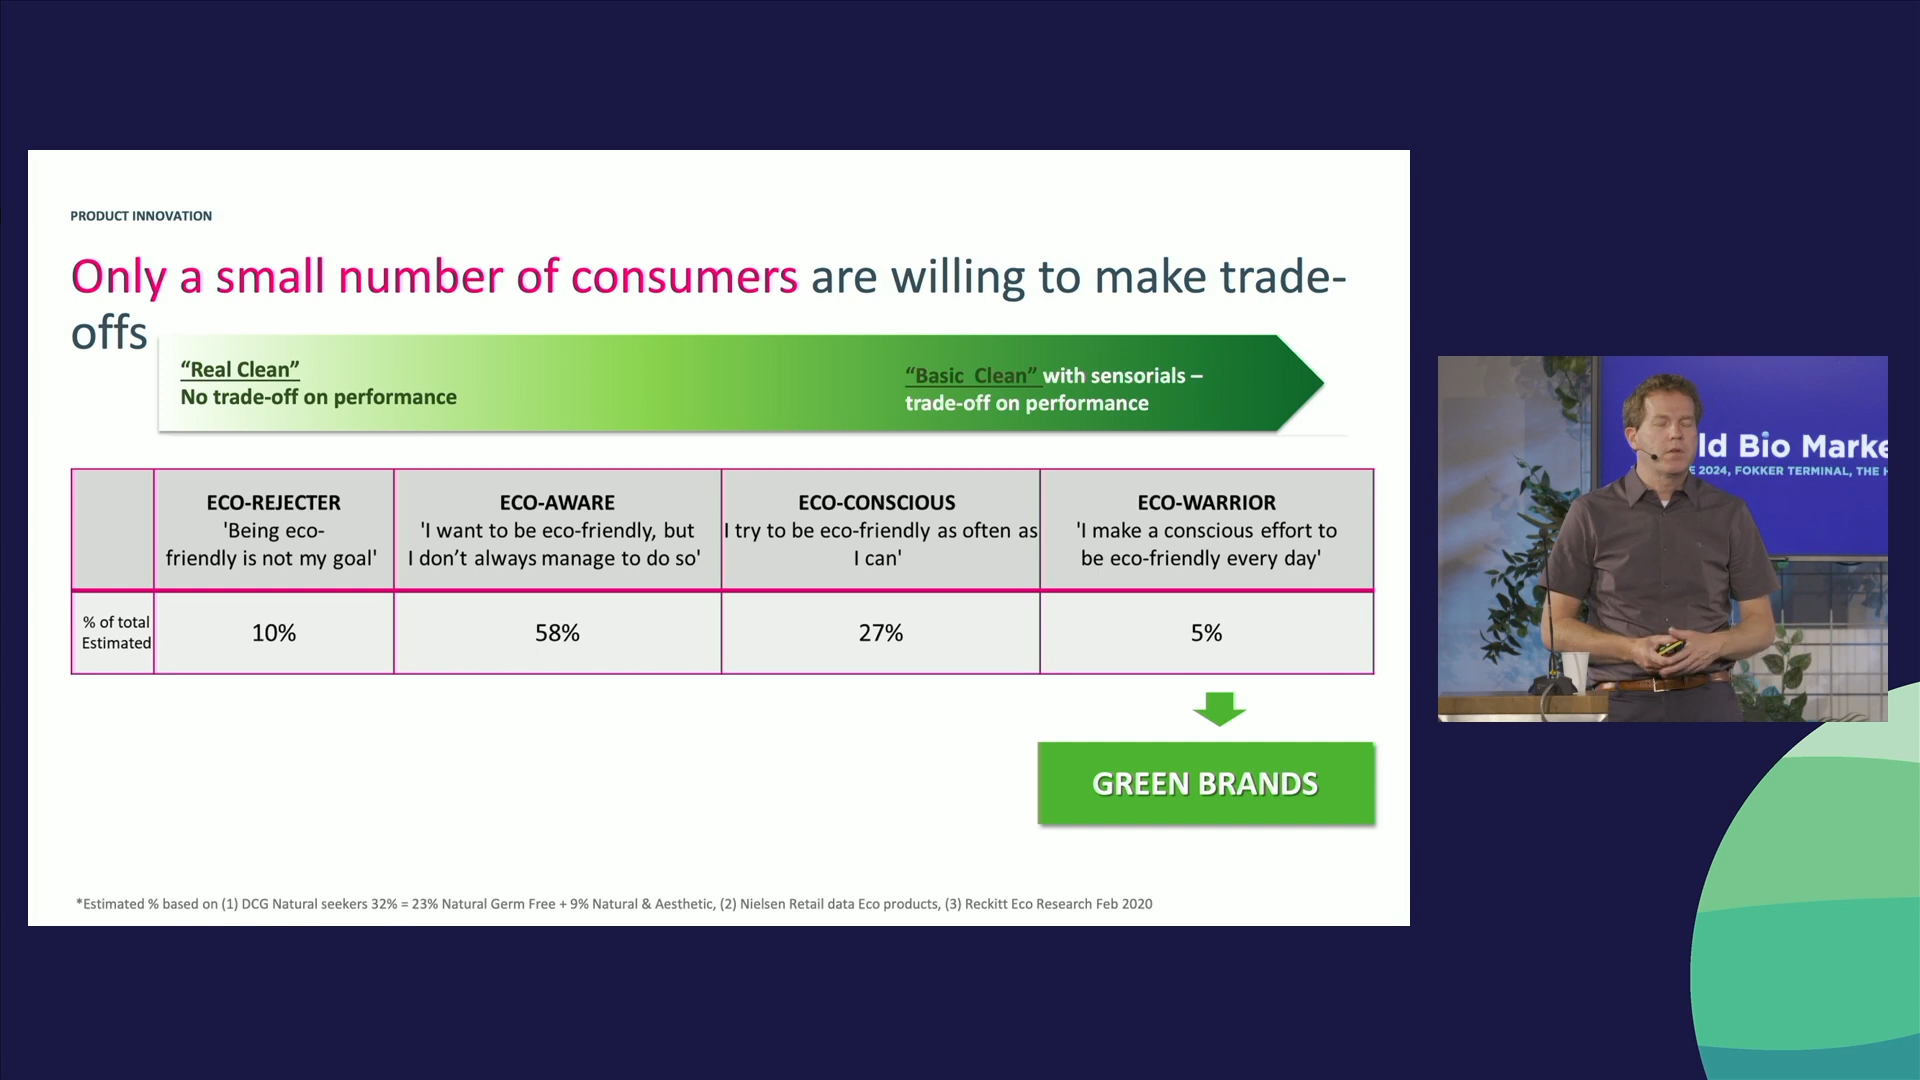 PRODUCT INNOVATION
Only a small number of consumers are willing to make trade-
offs
“Real Clean”
No trade-off on performance
“Basic Clean” with sensorials –
trade-off on performance
ECO-REJECTER
'Being eco-
friendly is not my goal'
ECO-AWARE
'I want to be eco-friendly, but
I don’t always manage to do so'
ECO-CONSCIOUS
I try to be eco-friendly as often as
I can'
ECO-WARRIOR
'I make a conscious effort to
be eco-friendly every day'
% of total
Estimated
10%
58%
27%
5%
GREEN BRANDS
*Estimated % based on (1) DCG Natural seekers 32% = 23% Natural Germ Free + 9% Natural & Aesthetic, (2) Nielsen Retail data Eco products, (3) Reckitt Eco Research Feb 2020
ld Bio Marke
E 2024, FOKKER TERMINAL, THE H